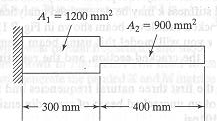 A₁ = 1200 mm²
A₂ = 900 mm²
300 mm
400 mm